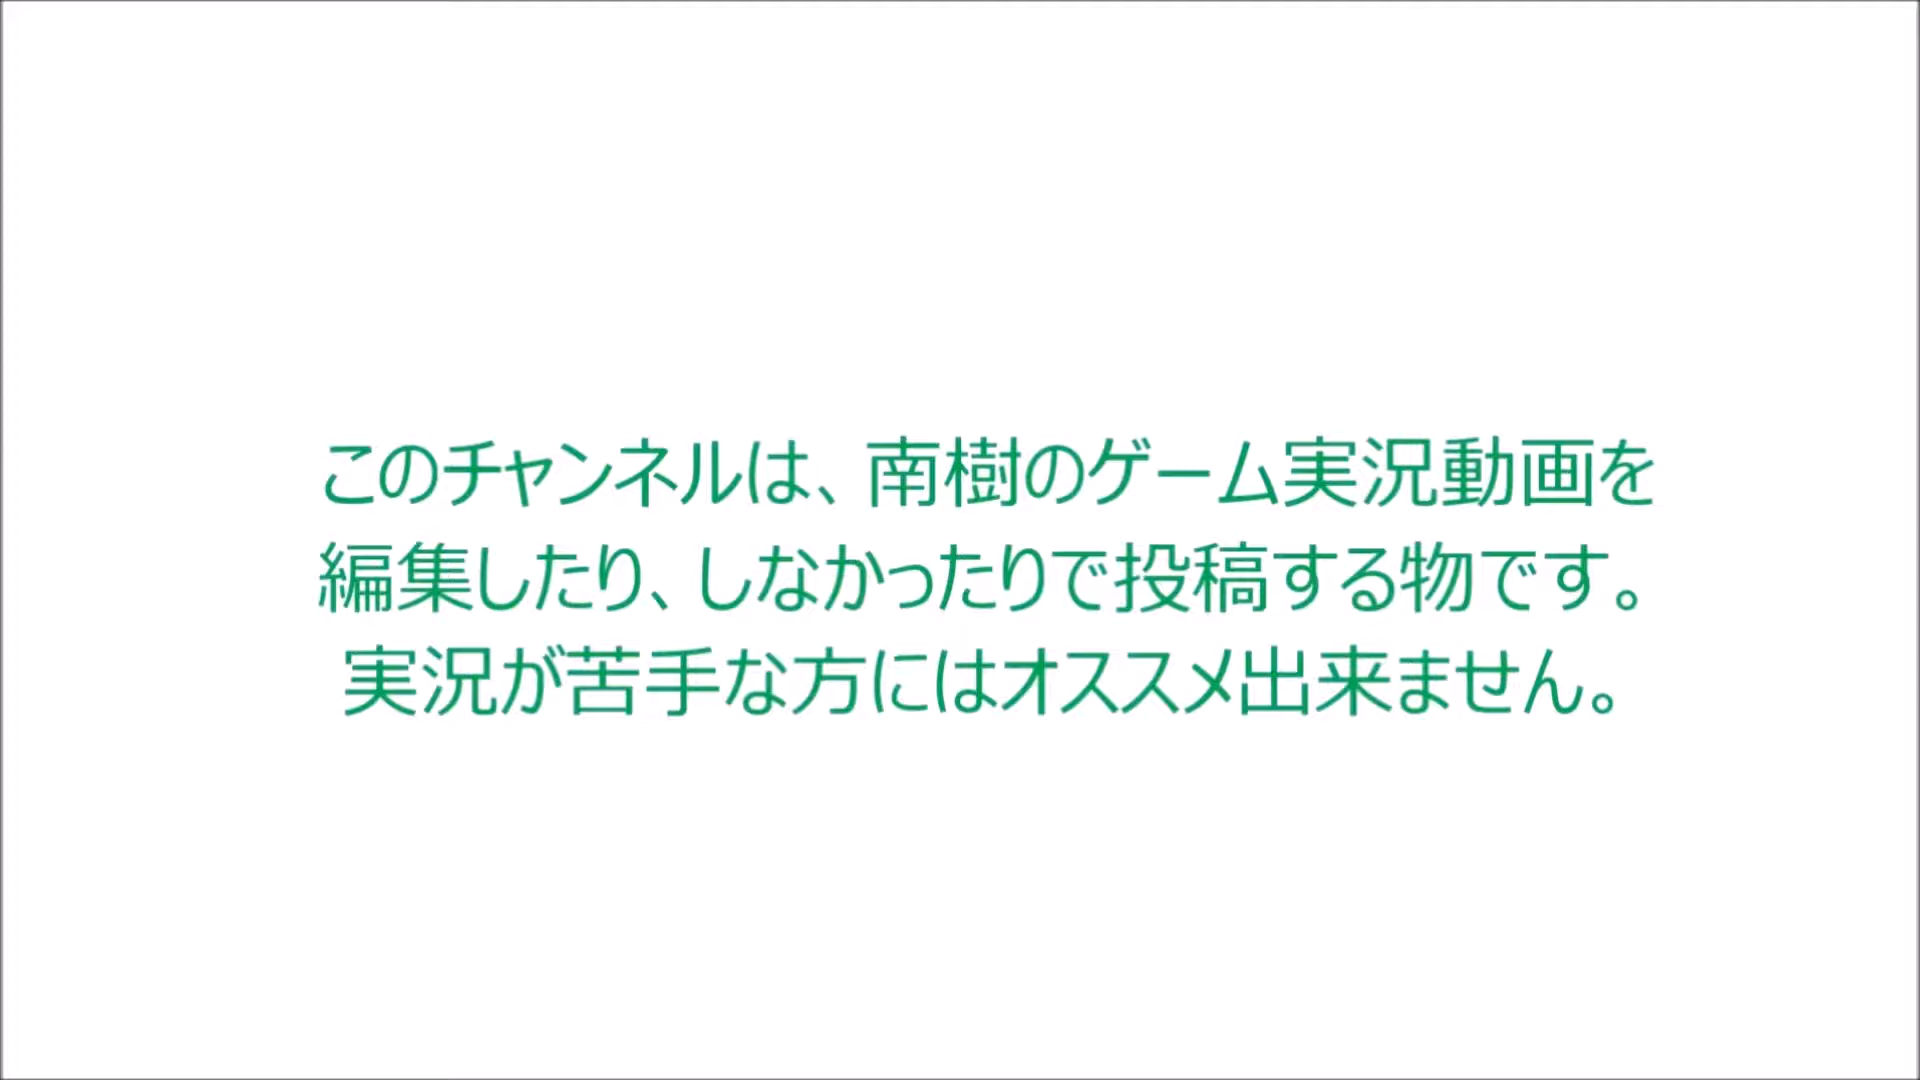 このチャンネルは、南樹のゲーム実況動画を
編集したり、しなかったりで投稿する物です。
実況が苦手な方にはオススメ出来ません。